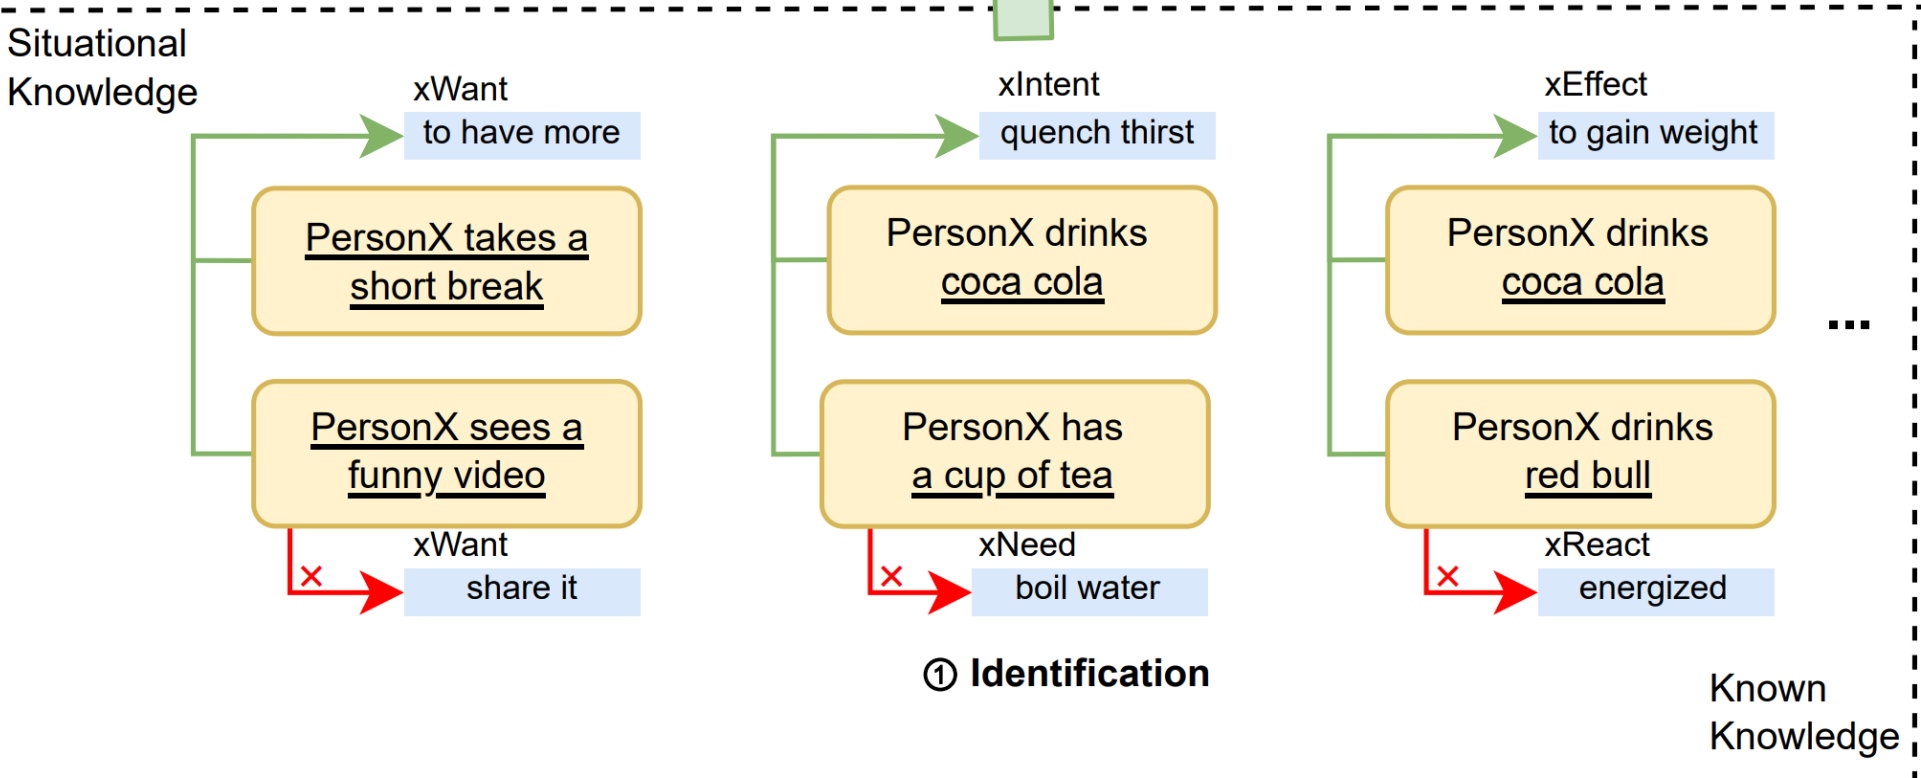 Situational
Knowledge
xWant
to have more
PersonX takes a
short break
PersonX sees a
funny video
xWant
share it
xIntent
quench thirst
PersonX drinks
coca cola
PersonX has
a cup of tea
xNeed
boil water
xEffect
to gain weight
PersonX drinks
coca cola
PersonX drinks
red bull
xReact
energized
...
① Identification
Known
Knowledge